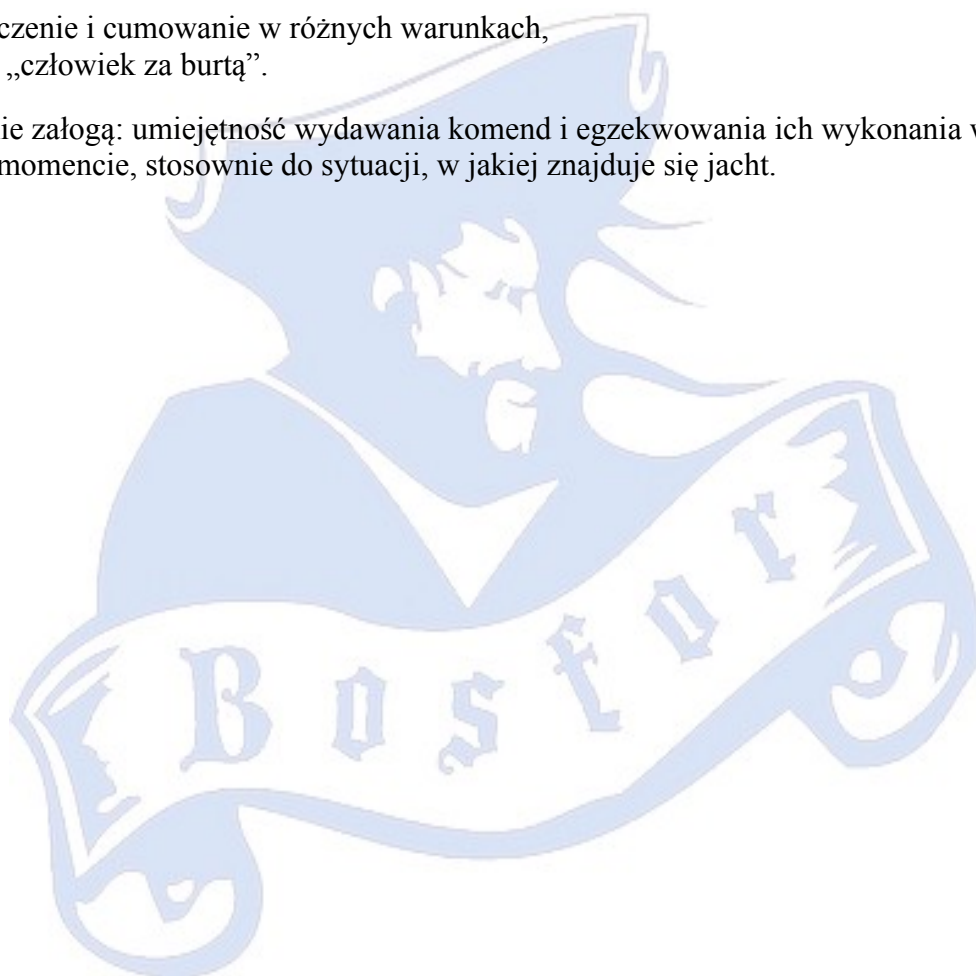 czenie i cumowanie w różnych warunkach,
„człowiek za burtą”.
ie załogą: umiejętność wydawania komend i egzekwowania ich wykonania w
momencie, stosownie do sytuacji, w jakiej znajduje się jacht.
Bosfor